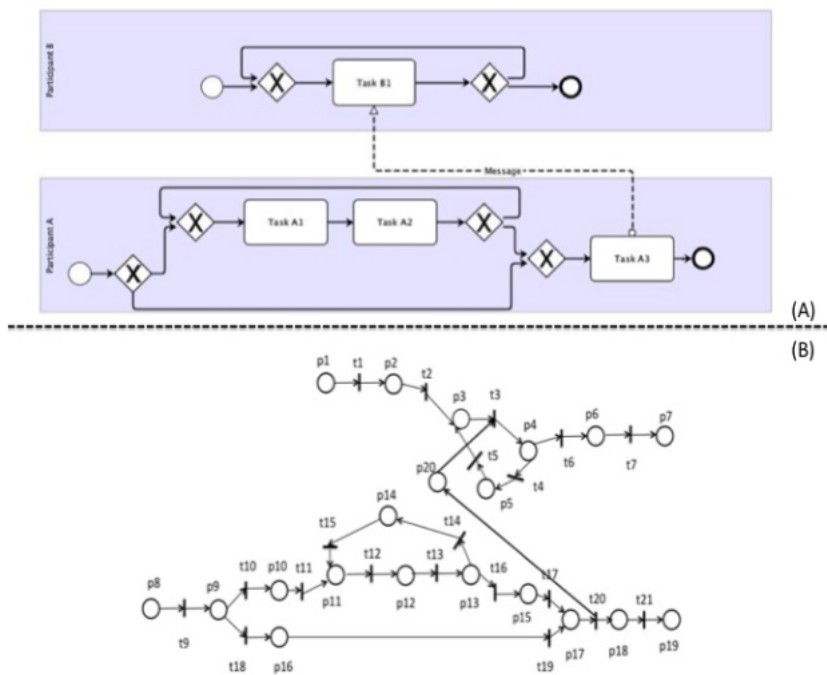 Participant B
X
Task B1
X
Message
Participant A
X
Task A1
Task A2
X
X
X
Task A3
(A)
(B)
p1
t1
p2
t2
p3
t3
p4
p6
p7
t5
t6
t7
p20
p5
t4
p14
t15
t14
t10
p10
t11
t12
t13
t16
t17
p8
p9
p11
p12
p13
p15
t20
t21
t9
t18
p16
t19
p17
p18
p19